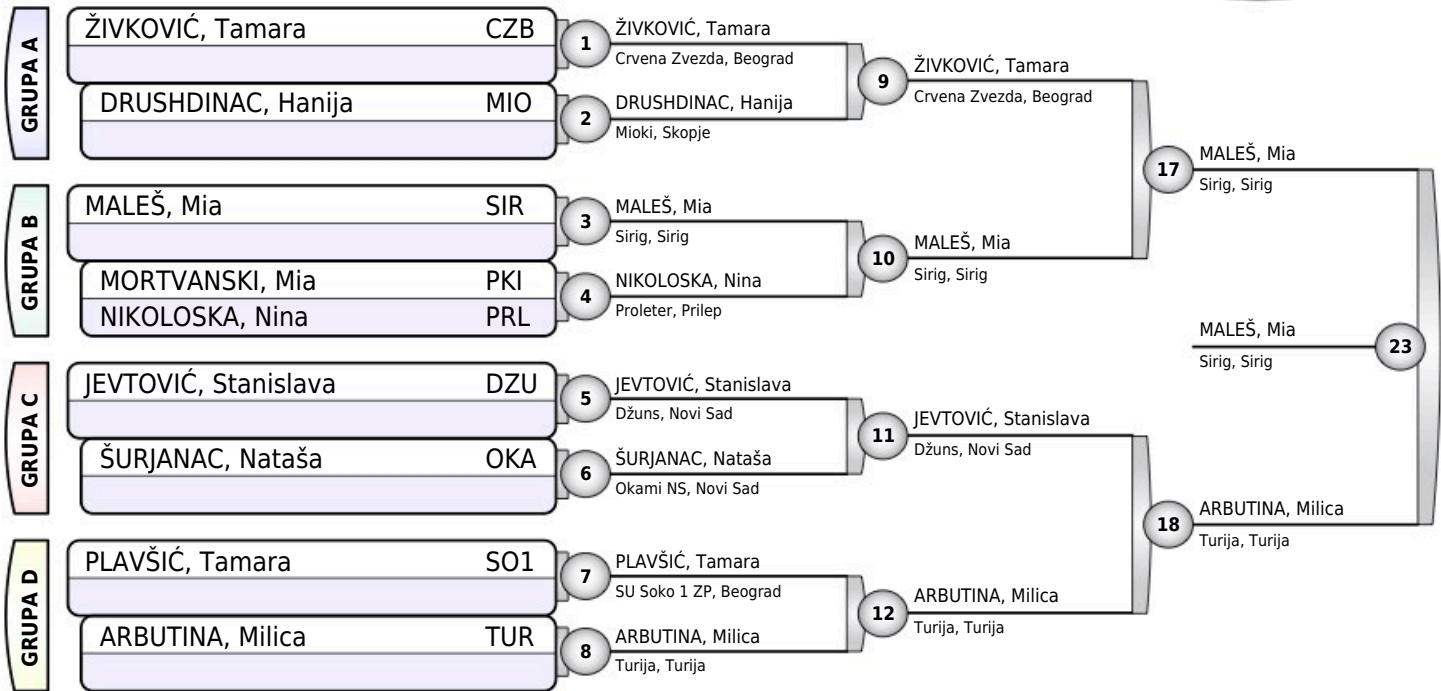 GRUPA A
ŽIVKOVIĆ, Tamara CZB
DRUSHDINAC, Hanija MIO
1
ŽIVKOVIĆ, Tamara
Crvena Zvezda, Beograd
2
DRUSHDINAC, Hanija
Mioki, Skopje
9
ŽIVKOVIĆ, Tamara
Crvena Zvezda, Beograd
GRUPA B
MALEŠ, Mia SIR
MORTVANSKI, Mia PKI
NIKOLOSKA, Nina PRL
3
MALEŠ, Mia
Sirig, Sirig
4
NIKOLOSKA, Nina
Proleter, Prilep
10
MALEŠ, Mia
Sirig, Sirig
17
MALEŠ, Mia
Sirig, Sirig
GRUPA C
JEVTOVIĆ, Stanislava DZU
ŠURJANAC, Nataša OKA
5
JEVTOVIĆ, Stanislava
Džuns, Novi Sad
6
ŠURJANAC, Nataša
Okami NS, Novi Sad
11
JEVTOVIĆ, Stanislava
Džuns, Novi Sad
GRUPA D
PLAVŠIĆ, Tamara SO1
ARBUTINA, Milica TUR
7
PLAVŠIĆ, Tamara
SU Soko 1 ZP, Beograd
8
ARBUTINA, Milica
Turija, Turija
12
ARBUTINA, Milica
Turija, Turija
18
ARBUTINA, Milica
Turija, Turija
MALEŠ, Mia
Sirig, Sirig
23